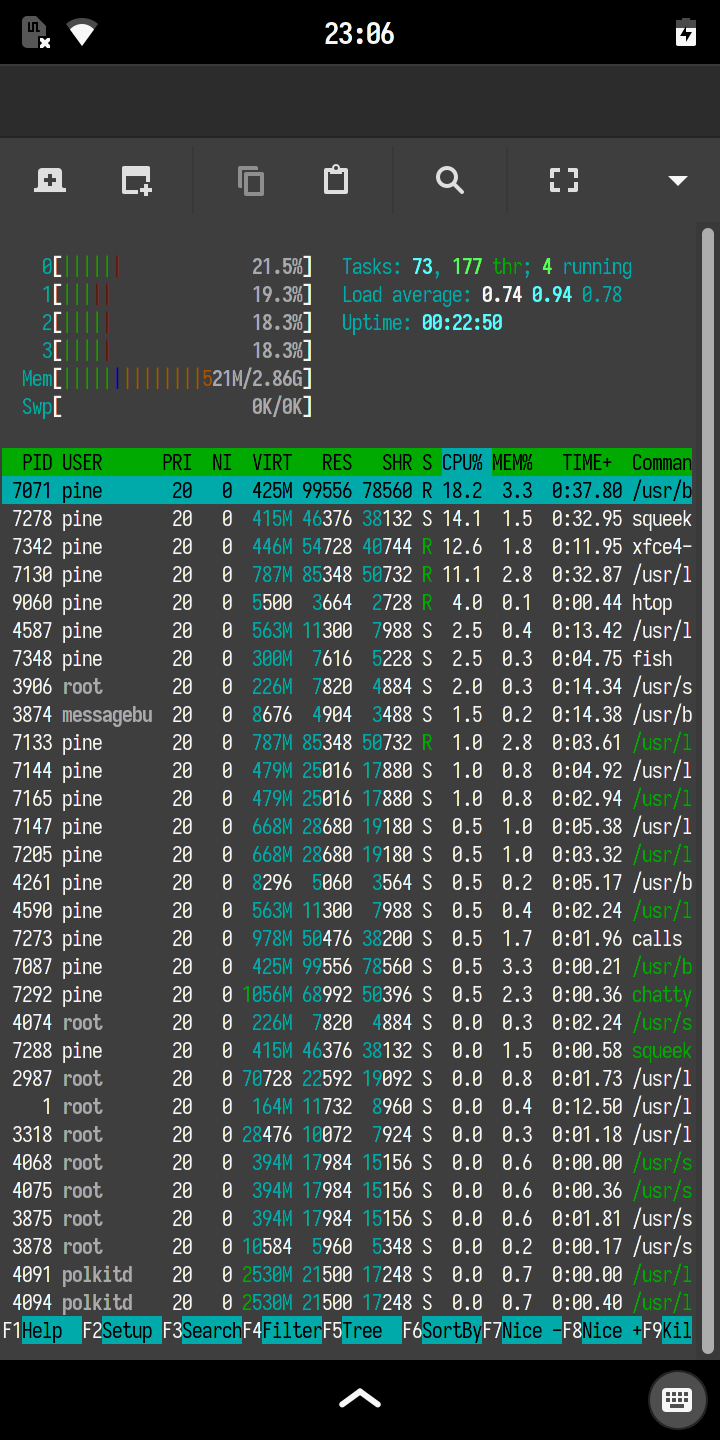 23:06
0[||||||21.5%] Tasks: 73, 177 thr; 4 running
1[|||||19.3%] Load average: 0.74 0.94 0.78
2[|||||18.3%] Uptime: 00:22:50
3[|||||18.3%]
Mem[||||||||||||||521M/2.86G]
Swp[0K/0K]
PID USER PRI NI VIRT RES SHR S CPU% MEM% TIME+ Comman
7071 pine 20 0 425M 99556 78560 R 18.2 3.3 0:37.80 /usr/b
7278 pine 20 0 415M 46376 38132 S 14.1 1.5 0:32.95 squeek
7342 pine 20 0 446M 54728 40744 R 12.6 1.8 0:11.95 xfce4-
7130 pine 20 0 787M 85348 50732 R 11.1 2.8 0:32.87 /usr/l
9060 pine 20 0 5500 3664 2728 R 4.0 0.1 0:00.44 htop
4587 pine 20 0 563M 11300 7988 S 2.5 0.4 0:13.42 /usr/l
7348 pine 20 0 300M 7616 5228 S 2.5 0.3 0:04.75 fish
3906 root 20 0 226M 7820 4884 S 2.0 0.3 0:14.34 /usr/s
3874 messagebu 20 0 8676 4904 3488 S 1.5 0.2 0:14.38 /usr/b
7133 pine 20 0 787M 85348 50732 R 1.0 2.8 0:03.61 /usr/l
7144 pine 20 0 479M 25016 17880 S 1.0 0.8 0:04.92 /usr/l
7165 pine 20 0 479M 25016 17880 S 1.0 0.8 0:02.94 /usr/l
7147 pine 20 0 668M 28680 19180 S 0.5 1.0 0:05.38 /usr/l
7205 pine 20 0 668M 28680 19180 S 0.5 1.0 0:03.32 /usr/l
4261 pine 20 0 8296 5060 3564 S 0.5 0.2 0:05.17 /usr/b
4590 pine 20 0 563M 11300 7988 S 0.5 0.4 0:02.24 /usr/l
7273 pine 20 0 978M 50476 38200 S 0.5 1.7 0:01.96 calls
7087 pine 20 0 425M 99556 78560 S 0.5 3.3 0:00.21 /usr/b
7292 pine 20 0 1056M 68992 50396 S 0.5 2.3 0:00.36 chatty
4074 root 20 0 226M 7820 4884 S 0.0 0.3 0:02.24 /usr/s
7288 pine 20 0 415M 46376 38132 S 0.0 1.5 0:00.58 squeek
2987 root 20 0 70728 22592 19092 S 0.0 0.8 0:01.73 /usr/l
1 root 20 0 164M 11732 8960 S 0.0 0.4 0:12.50 /usr/l
3318 root 20 0 28476 10072 7924 S 0.0 0.3 0:01.18 /usr/l
4068 root 20 0 394M 17984 15156 S 0.0 0.6 0:00.00 /usr/s
4075 root 20 0 394M 17984 15156 S 0.0 0.6 0:00.36 /usr/s
3875 root 20 0 394M 17984 15156 S 0.0 0.6 0:01.81 /usr/s
3878 root 20 0 10584 5960 5348 S 0.0 0.2 0:00.17 /usr/s
4091 polkitd 20 0 2530M 21500 17248 S 0.0 0.7 0:00.00 /usr/l
4094 polkitd 20 0 2530M 21500 17248 S 0.0 0.7 0:00.40 /usr/l
F1Help F2Setup F3SearchF4FilterF5Tree F6SortByF7Nice -F8Nice +F9Kil